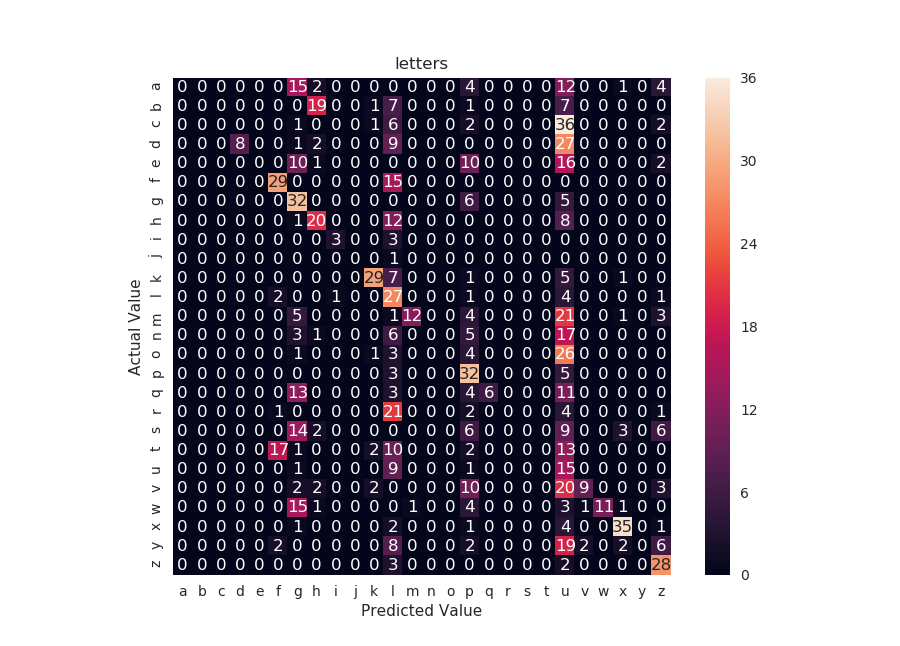 letters
Actual Value
a 0 0 0 0 0 0 15 2 0 0 0 0 0 0 0 4 0 0 0 0 12 0 0 1 0 4
b 0 0 0 0 0 0 0 19 0 0 1 7 0 0 0 1 0 0 0 0 7 0 0 0 0 0
c 0 0 0 0 0 0 1 0 0 0 1 6 0 0 0 2 0 0 0 0 36 0 0 0 0 2
d 0 0 0 8 0 0 1 2 0 0 0 9 0 0 0 0 0 0 0 0 27 0 0 0 0 0
e 0 0 0 0 0 0 10 1 0 0 0 0 0 0 0 10 0 0 0 0 16 0 0 0 0 2
f 0 0 0 0 0 29 0 0 0 0 0 15 0 0 0 0 0 0 0 0 0 0 0 0 0 0
g 0 0 0 0 0 0 32 0 0 0 0 0 0 0 0 6 0 0 0 0 5 0 0 0 0 0
h 0 0 0 0 0 0 1 20 0 0 0 12 0 0 0 0 0 0 0 0 8 0 0 0 0 0
i 0 0 0 0 0 0 0 0 3 0 0 3 0 0 0 0 0 0 0 0 0 0 0 0 0 0
j 0 0 0 0 0 0 0 0 0 0 0 1 0 0 0 0 0 0 0 0 0 0 0 0 0 0
k 0 0 0 0 0 0 0 0 0 0 29 7 0 0 0 1 0 0 0 0 5 0 0 1 0 0
l 0 0 0 0 0 2 0 0 1 0 0 27 0 0 0 1 0 0 0 0 4 0 0 0 0 1
m 0 0 0 0 0 0 5 0 0 0 0 1 12 0 0 4 0 0 0 0 21 0 0 1 0 3
n 0 0 0 0 0 0 3 1 0 0 0 6 0 0 0 5 0 0 0 0 17 0 0 0 0 0
o 0 0 0 0 0 0 1 0 0 0 1 3 0 0 0 4 0 0 0 0 26 0 0 0 0 0
p 0 0 0 0 0 0 0 0 0 0 0 3 0 0 0 32 0 0 0 0 5 0 0 0 0 0
q 0 0 0 0 0 0 13 0 0 0 0 3 0 0 0 4 6 0 0 0 11 0 0 0 0 0
r 0 0 0 0 0 1 0 0 0 0 0 21 0 0 0 2 0 0 0 0 4 0 0 0 0 1
s 0 0 0 0 0 0 14 2 0 0 0 0 0 0 0 6 0 0 0 0 9 0 0 3 0 6
t 0 0 0 0 0 17 1 0 0 0 2 10 0 0 0 2 0 0 0 0 13 0 0 0 0 0
u 0 0 0 0 0 0 1 0 0 0 0 9 0 0 0 1 0 0 0 0 15 0 0 0 0 0
v 0 0 0 0 0 0 2 2 0 0 2 0 0 0 0 10 0 0 0 0 20 9 0 0 0 3
w 0 0 0 0 0 0 15 1 0 0 0 0 1 0 0 4 0 0 0 0 3 1 11 1 0 0
x 0 0 0 0 0 0 1 0 0 0 0 2 0 0 0 1 0 0 0 0 4 0 0 35 0 1
y 0 0 0 0 0 2 0 0 0 0 0 8 0 0 0 2 0 0 0 0 19 2 0 2 0 6
z 0 0 0 0 0 0 0 0 0 0 0 3 0 0 0 0 0 0 0 0 2 0 0 0 0 28
a b c d e f g h i j k l m n o p q r s t u v w x y z
Predicted Value
36
30
24
18
12
6
0